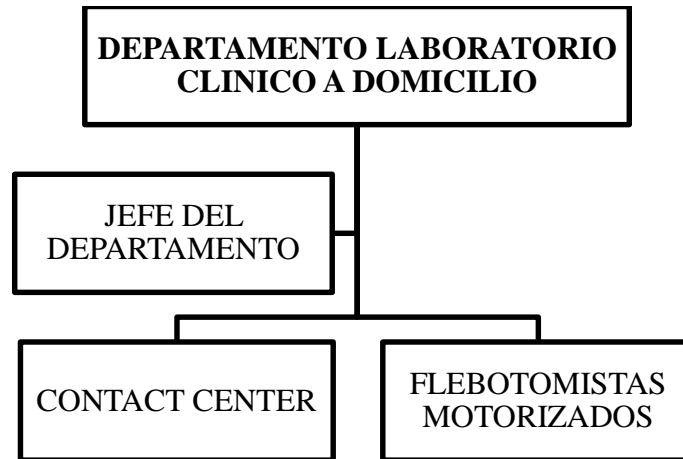 DEPARTAMENTO LABORATORIO
CLINICO A DOMICILIO
JEFE DEL
DEPARTAMENTO
CONTACT CENTER
FLEBOTOMISTAS
MOTORIZADOS